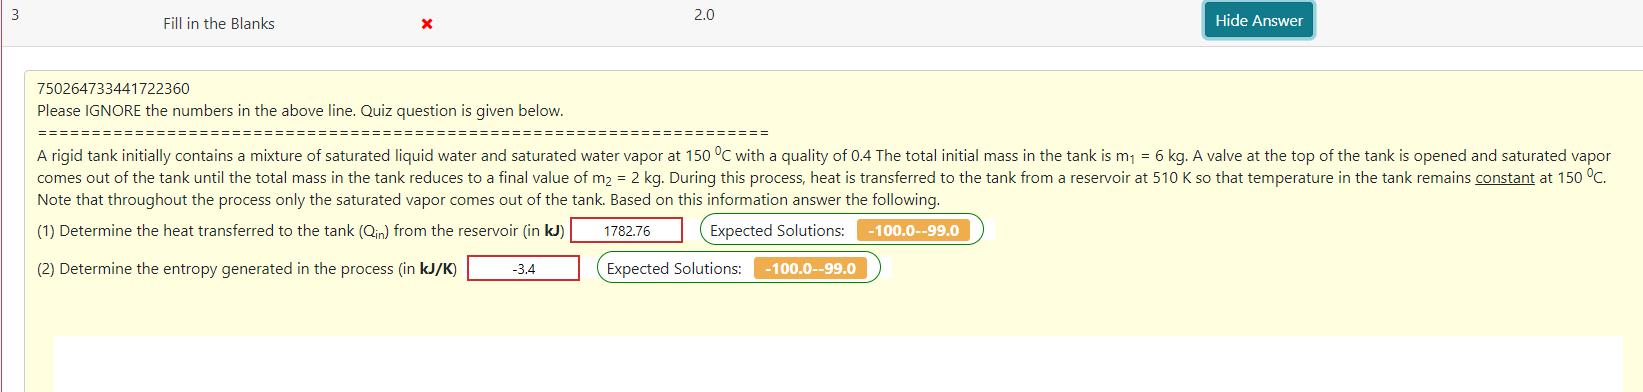 3 Fill in the Blanks ✖ 2.0 Hide Answer
750264733441722360
Please IGNORE the numbers in the above line. Quiz question is given below.
====================================================================
A rigid tank initially contains a mixture of saturated liquid water and saturated water vapor at 150 ⁰C with a quality of 0.4 The total initial mass in the tank is m₁ = 6 kg. A valve at the top of the tank is opened and saturated vapor
comes out of the tank until the total mass in the tank reduces to a final value of m₂ = 2 kg. During this process, heat is transferred to the tank from a reservoir at 510 K so that temperature in the tank remains constant at 150 ⁰C.
Note that throughout the process only the saturated vapor comes out of the tank. Based on this information answer the following.
(1) Determine the heat transferred to the tank (Qin) from the reservoir (in kJ) 1782.76 Expected Solutions: -100.0--99.0
(2) Determine the entropy generated in the process (in kJ/K) -3.4 Expected Solutions: -100.0--99.0